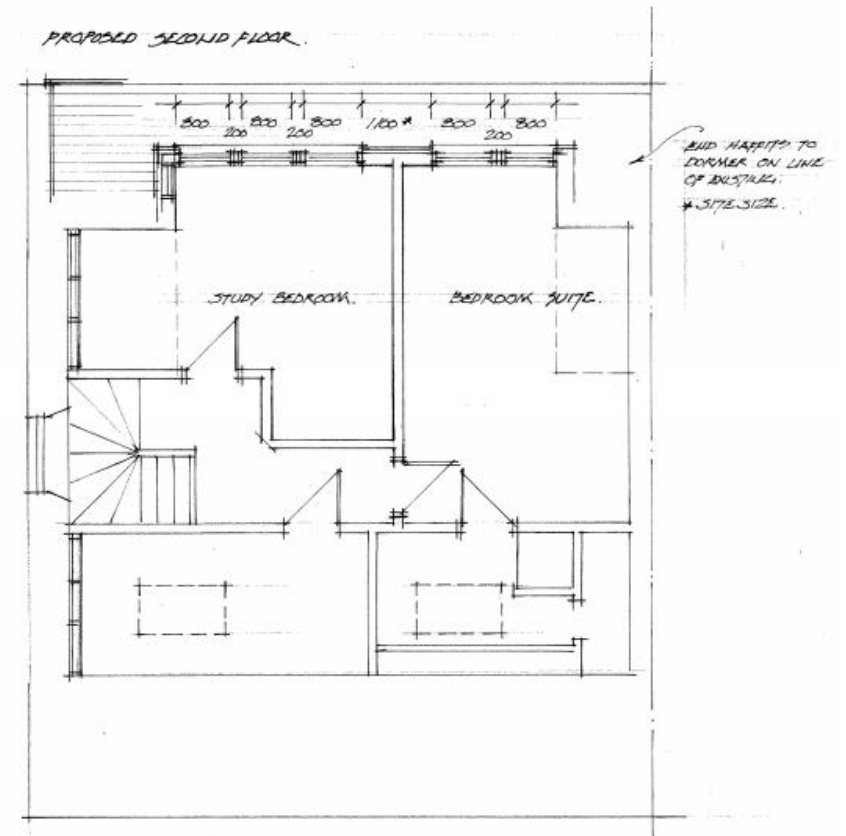 PROPOSED SECOND FLOOR.
800 200 800 200 800 1100* 800 200 800
END HAFFITS TO
DORMER ON LINE
OF EXISTING.
* SITE SIZE.
STUDY BEDROOM.
BEDROOM SUITE.